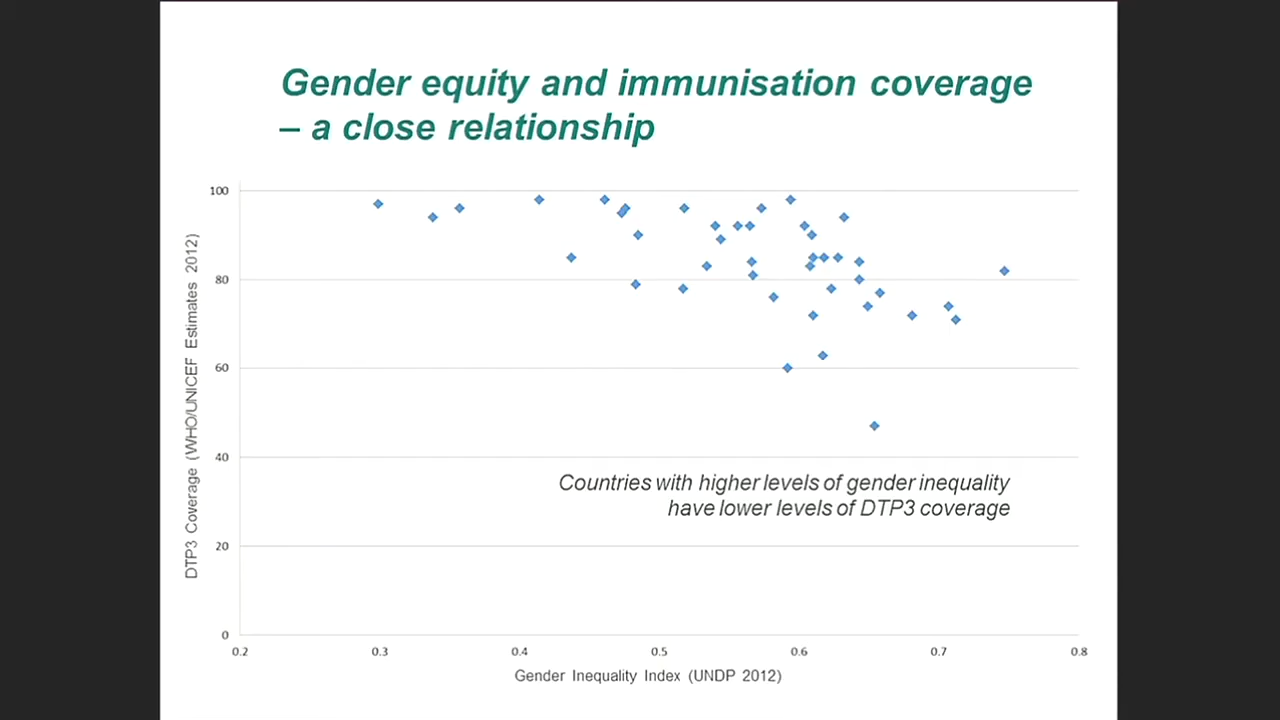 Gender equity and immunisation coverage
– a close relationship
DTP3 Coverage (WHO/UNICEF Estimates 2012)
100
80
60
40
20
0
Countries with higher levels of gender inequality
have lower levels of DTP3 coverage
0.2 0.3 0.4 0.5 0.6 0.7 0.8
Gender Inequality Index (UNDP 2012)